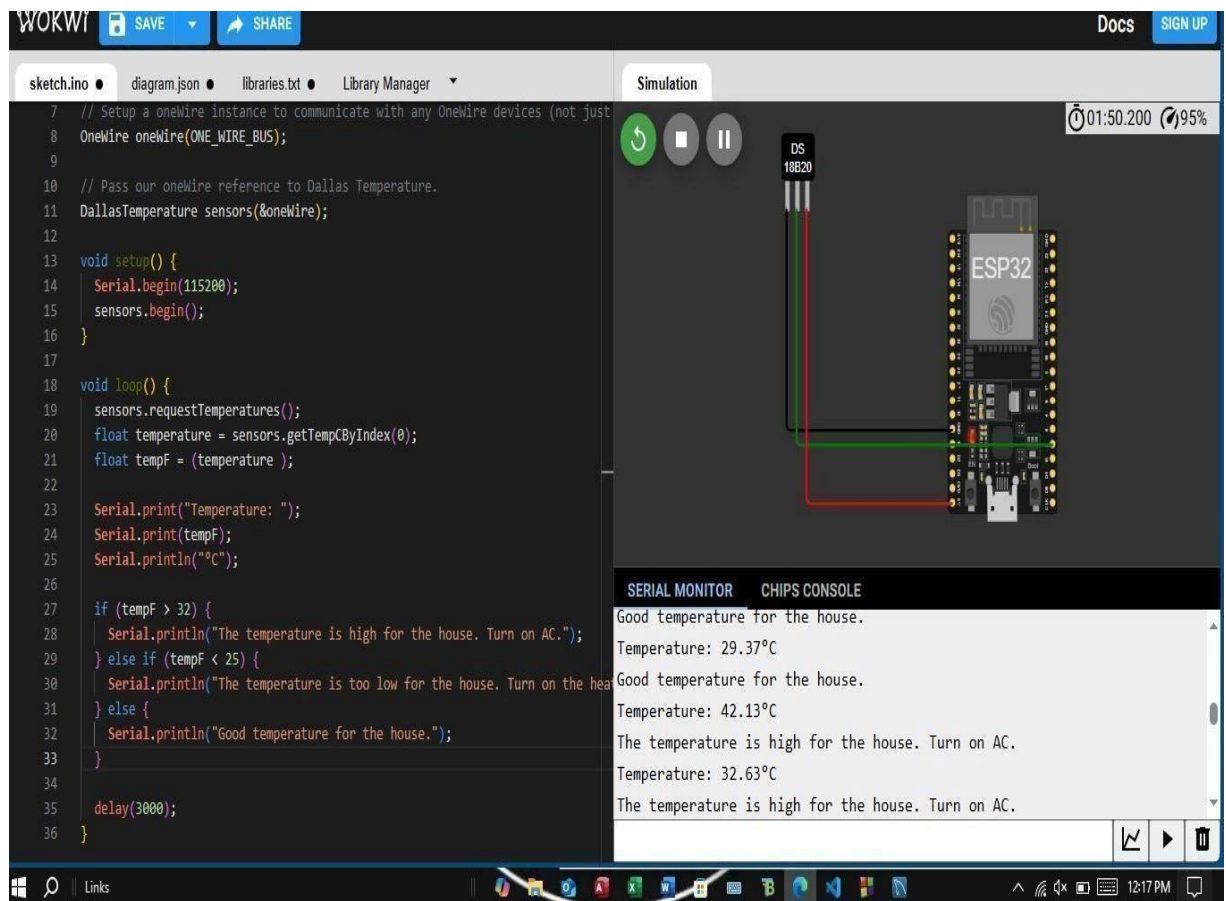 WOKWI SAVE SHARE Docs SIGN UP
sketch.ino ● diagram.json ● libraries.txt ● Library Manager
7 // Setup a oneWire instance to communicate with any OneWire devices (not just
8 OneWire oneWire(ONE_WIRE_BUS);
9
10 // Pass our oneWire reference to Dallas Temperature.
11 DallasTemperature sensors(&oneWire);
12
13 void setup() {
14 Serial.begin(115200);
15 sensors.begin();
16 }
17
18 void loop() {
19 sensors.requestTemperatures();
20 float temperature = sensors.getTempCByIndex(0);
21 float tempF = (temperature );
22
23 Serial.print("Temperature: ");
24 Serial.print(tempF);
25 Serial.println("°C");
26
27 if (tempF > 32) {
28 Serial.println("The temperature is high for the house. Turn on AC.");
29 } else if (tempF < 25) {
30 Serial.println("The temperature is too low for the house. Turn on the hea
31 } else {
32 Serial.println("Good temperature for the house.");
33 }
34
35 delay(3000);
36 }
Simulation
01:50.200 95%
DS
18B20
ESP32
EN Boot
SERIAL MONITOR CHIPS CONSOLE
Good temperature for the house.
Temperature: 29.37°C
Good temperature for the house.
Temperature: 42.13°C
The temperature is high for the house. Turn on AC.
Temperature: 32.63°C
The temperature is high for the house. Turn on AC.
Links 12:17 PM